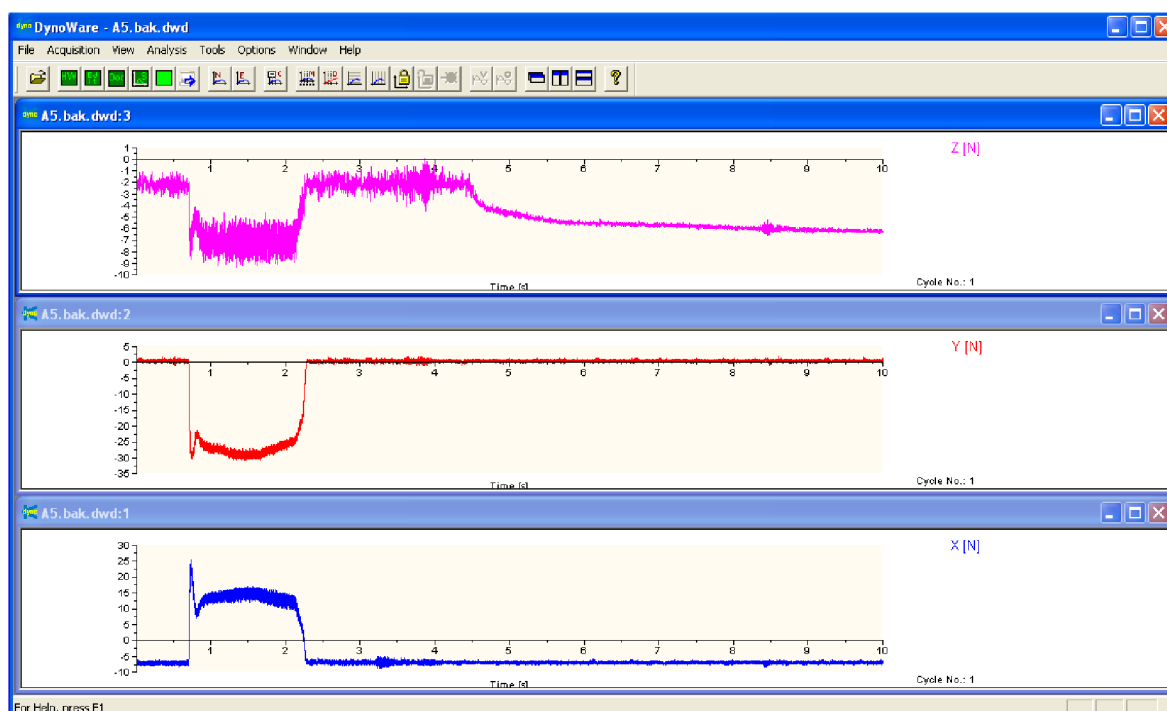 dyno DynoWare - A5.bak.dwd
File Acquisition View Analysis Tools Options Window Help
dyno A5.bak.dwd:3
Z [N]
1
0
-1
-2
-3
-4
-5
-6
-7
-8
-9
-10
1 2 3 4 5 6 7 8 9 10
Time [s]
Cycle No.: 1
dyno A5.bak.dwd:2
Y [N]
5
0
-5
-10
-15
-20
-25
-30
-35
1 2 3 4 5 6 7 8 9 10
Time [s]
Cycle No.: 1
dyno A5.bak.dwd:1
X [N]
30
25
20
15
10
5
0
-5
-10
1 2 3 4 5 6 7 8 9 10
Time [s]
Cycle No.: 1
For Help, press F1